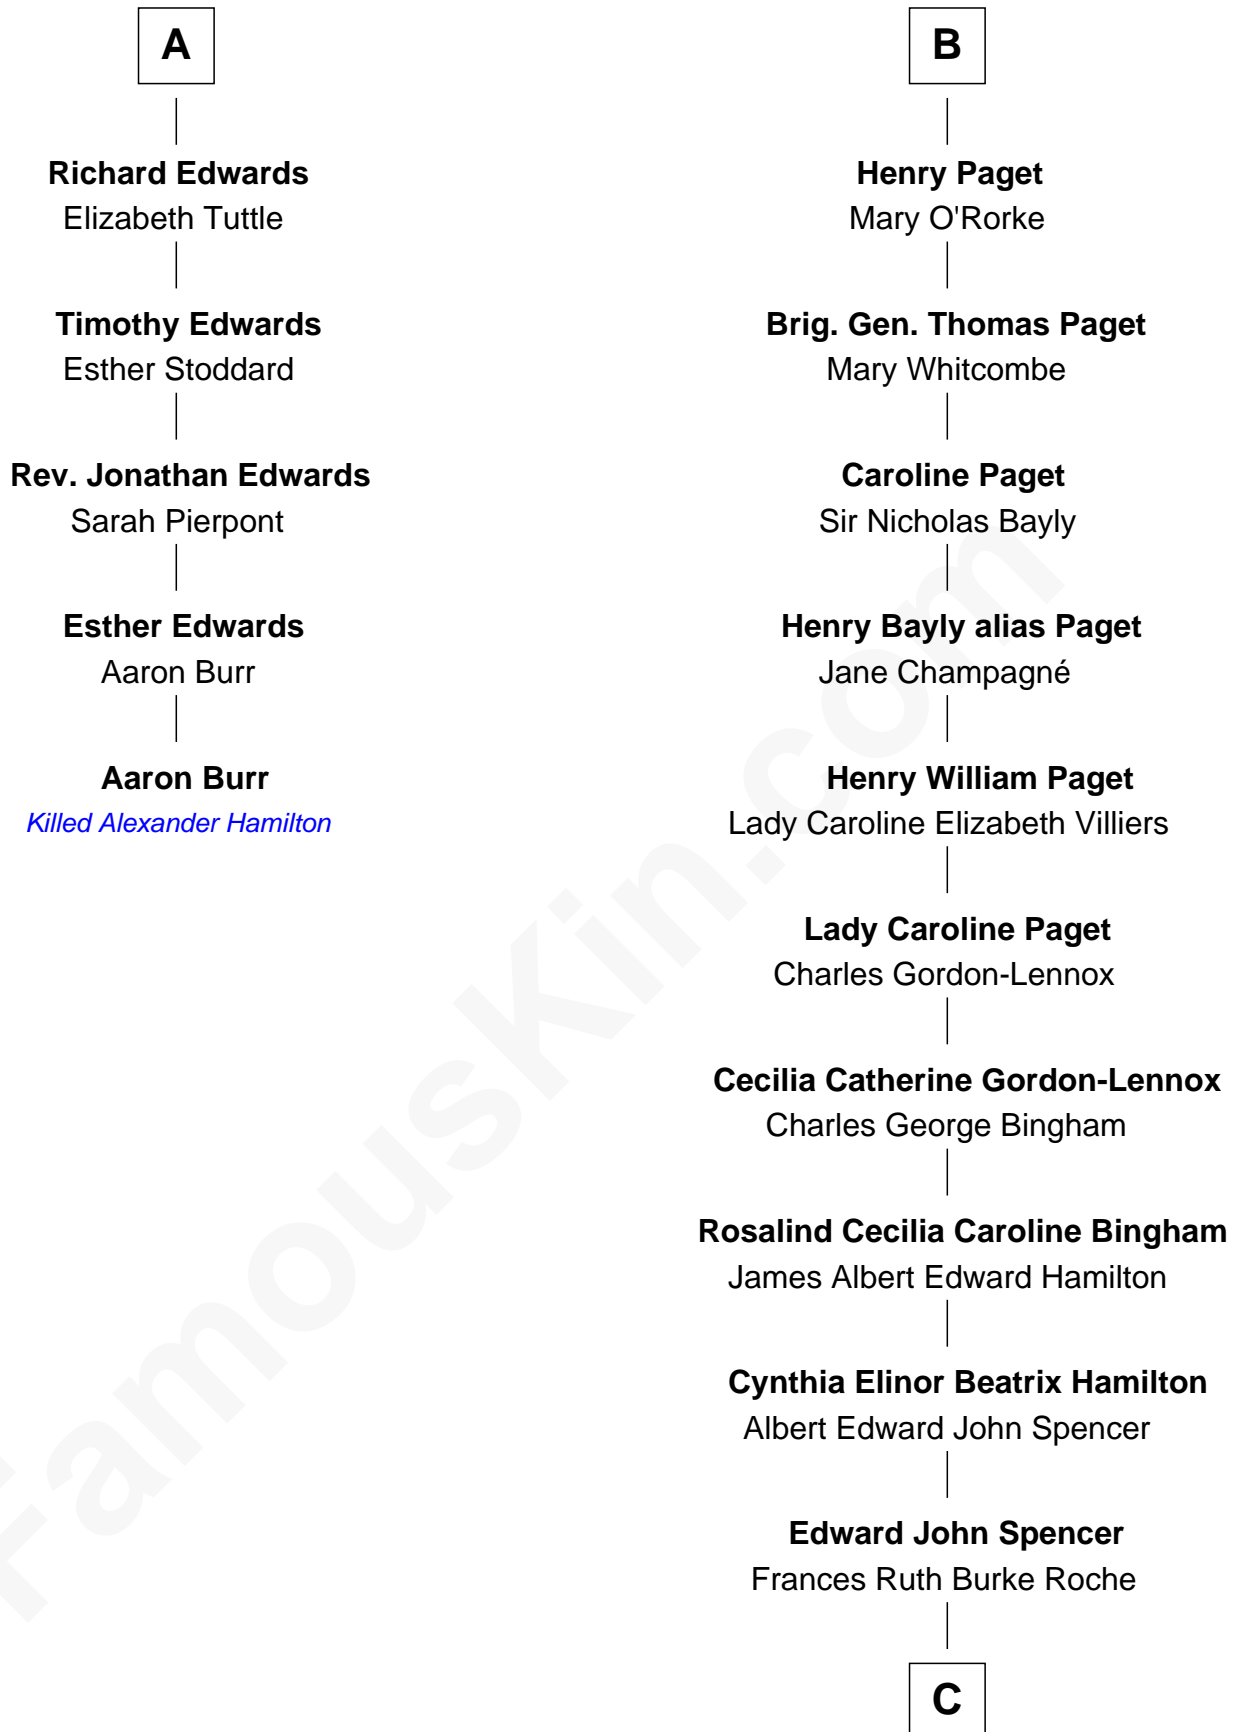 A
Richard Edwards
Elizabeth Tuttle
Timothy Edwards
Esther Stoddard
Rev. Jonathan Edwards
Sarah Pierpont
Esther Edwards
Aaron Burr
Aaron Burr
Killed Alexander Hamilton
B
Henry Paget
Mary O'Rorke
Brig. Gen. Thomas Paget
Mary Whitcombe
Caroline Paget
Sir Nicholas Bayly
Henry Bayly alias Paget
Jane Champagné
Henry William Paget
Lady Caroline Elizabeth Villiers
Lady Caroline Paget
Charles Gordon-Lennox
Cecilia Catherine Gordon-Lennox
Charles George Bingham
Rosalind Cecilia Caroline Bingham
James Albert Edward Hamilton
Cynthia Elinor Beatrix Hamilton
Albert Edward John Spencer
Edward John Spencer
Frances Ruth Burke Roche
C
FamousKin.com